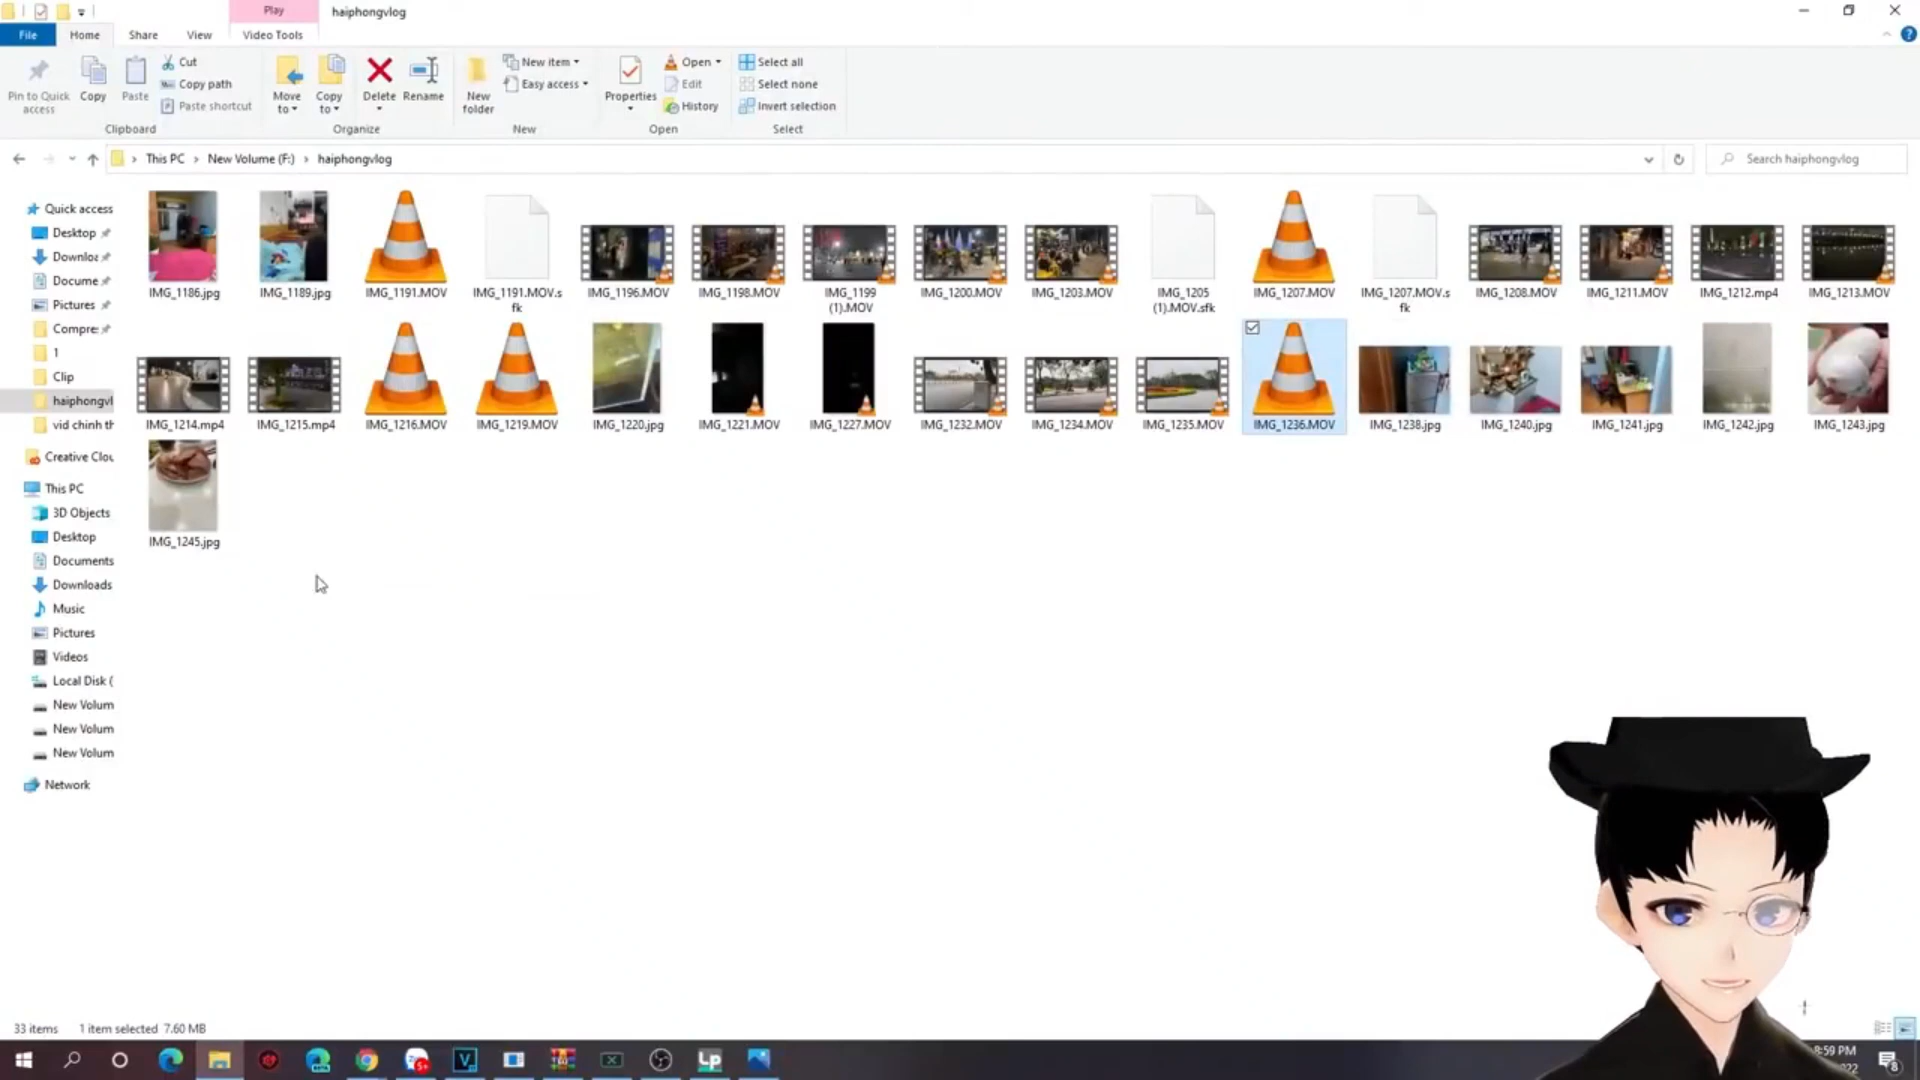 Play
haiphongvlog
File
Home
Share
View
Video Tools
Pin to Quick
access
Copy
Paste
Cut
Copy path
Paste shortcut
Clipboard
Move
to
Copy
to
Delete
Rename
Organize
New
folder
New item
Easy access
New
Properties
Open
Edit
History
Open
Select all
Select none
Invert selection
Select
This PC
New Volume (F:)
haiphongvlog
Search haiphongvlog
Quick access
Desktop
Downloa
Docume
Pictures
Compre
1
Clip
haiphongvl
vid chinh th
Creative Clou
This PC
3D Objects
Desktop
Documents
Downloads
Music
Pictures
Videos
Local Disk (
New Volum
New Volum
New Volum
Network
IMG_1186.jpg
IMG_1189.jpg
IMG_1191.MOV
IMG_1191.MOV.s
fk
IMG_1196.MOV
IMG_1198.MOV
IMG_1199
(1).MOV
IMG_1200.MOV
IMG_1203.MOV
IMG_1205
(1).MOV.sfk
IMG_1207.MOV
IMG_1207.MOV.s
fk
IMG_1208.MOV
IMG_1211.MOV
IMG_1212.mp4
IMG_1213.MOV
IMG_1214.mp4
IMG_1215.mp4
IMG_1216.MOV
IMG_1219.MOV
IMG_1220.jpg
IMG_1221.MOV
IMG_1227.MOV
IMG_1232.MOV
IMG_1234.MOV
IMG_1235.MOV
IMG_1236.MOV
IMG_1238.jpg
IMG_1240.jpg
IMG_1241.jpg
IMG_1242.jpg
IMG_1243.jpg
IMG_1245.jpg
33 items
1 item selected 7.60 MB
Lp
8:59 PM
022